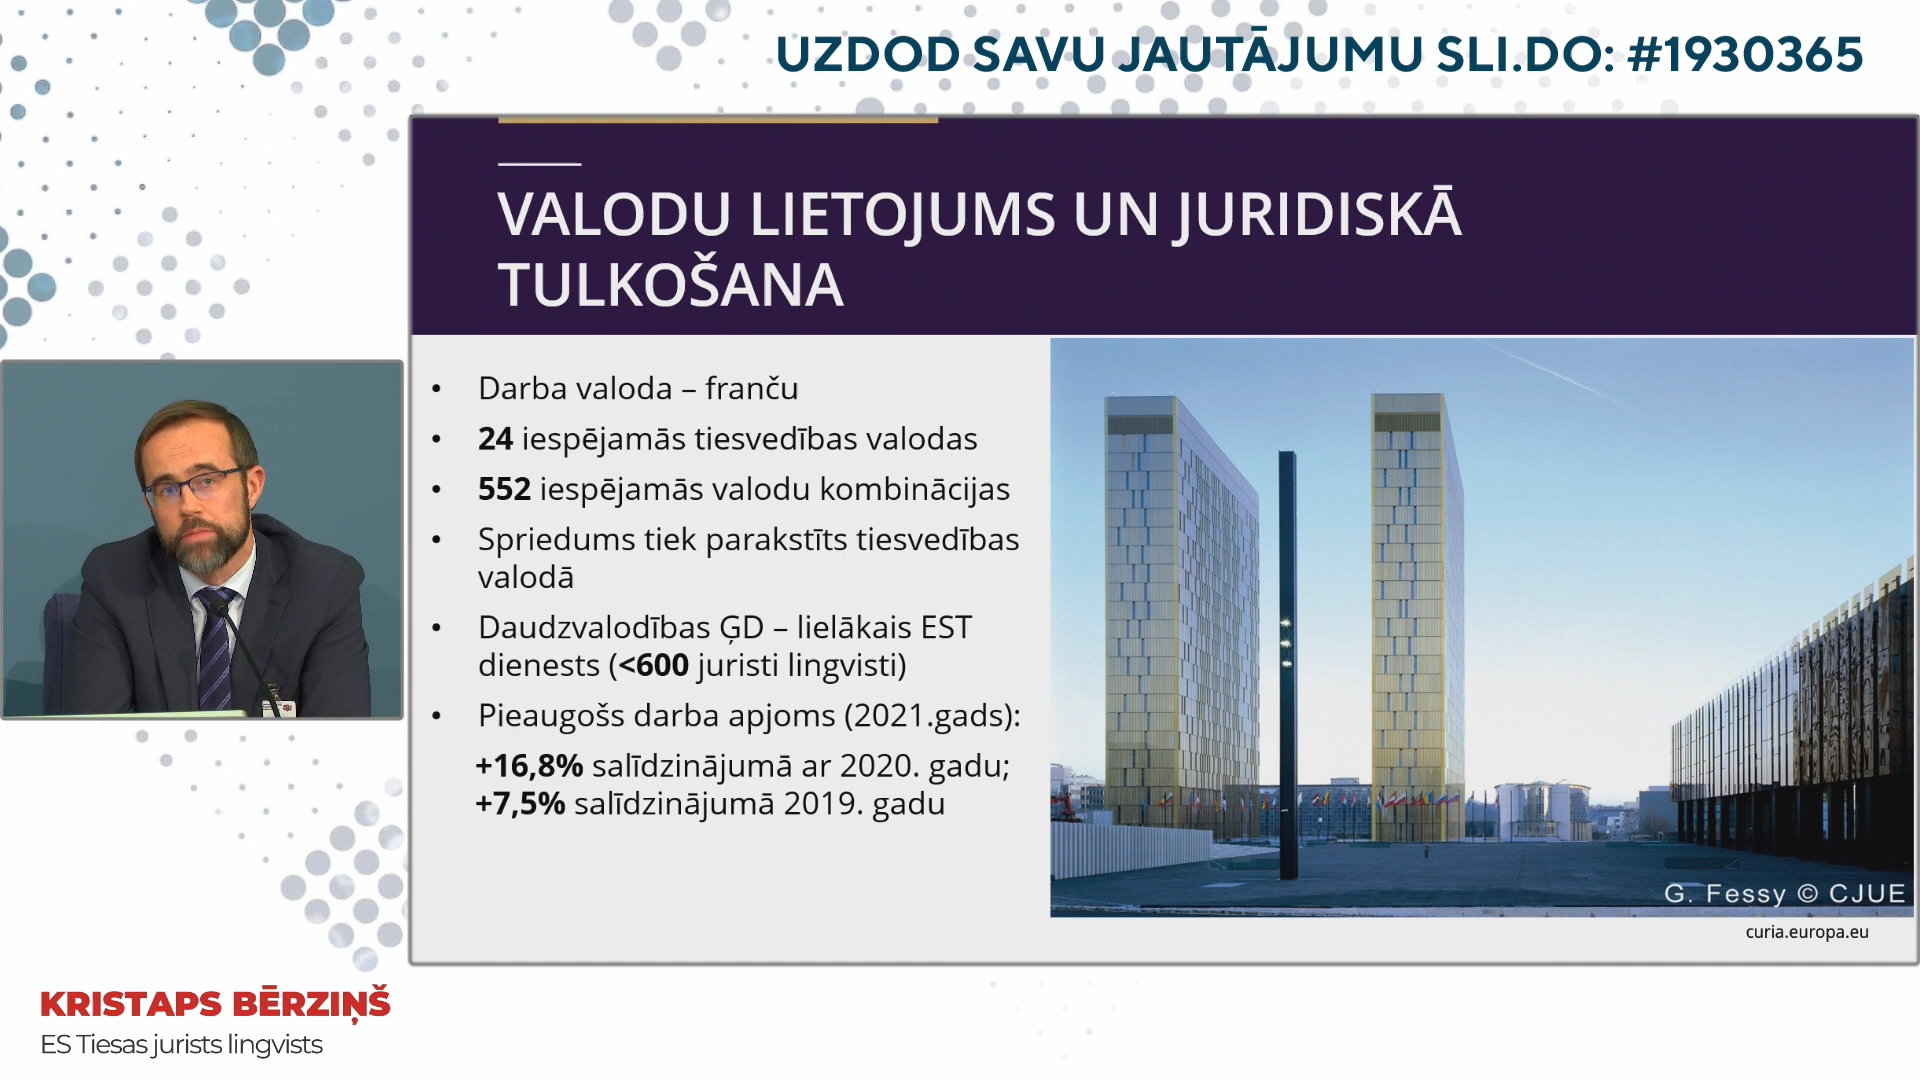 UZDOD SAVU JAUTĀJUMU SLI.DO: #1930365
VALODU LIETOJUMS UN JURIDISKĀ
TULKOŠANA
• Darba valoda – franču
• 24 iespējamās tiesvedības valodas
• 552 iespējamās valodu kombinācijas
• Spriedums tiek parakstīts tiesvedības
valodā
• Daudzvalodības ĢD – lielākais EST
dienests (<600 juristi lingvisti)
• Pieaugošs darba apjoms (2021.gads):
+16,8% salīdzinājumā ar 2020. gadu;
+7,5% salīdzinājumā 2019. gadu
G. Fessy © CJUE
curia.europa.eu
KRISTAPS BĒRZIŅŠ
ES Tiesas jurists lingvists